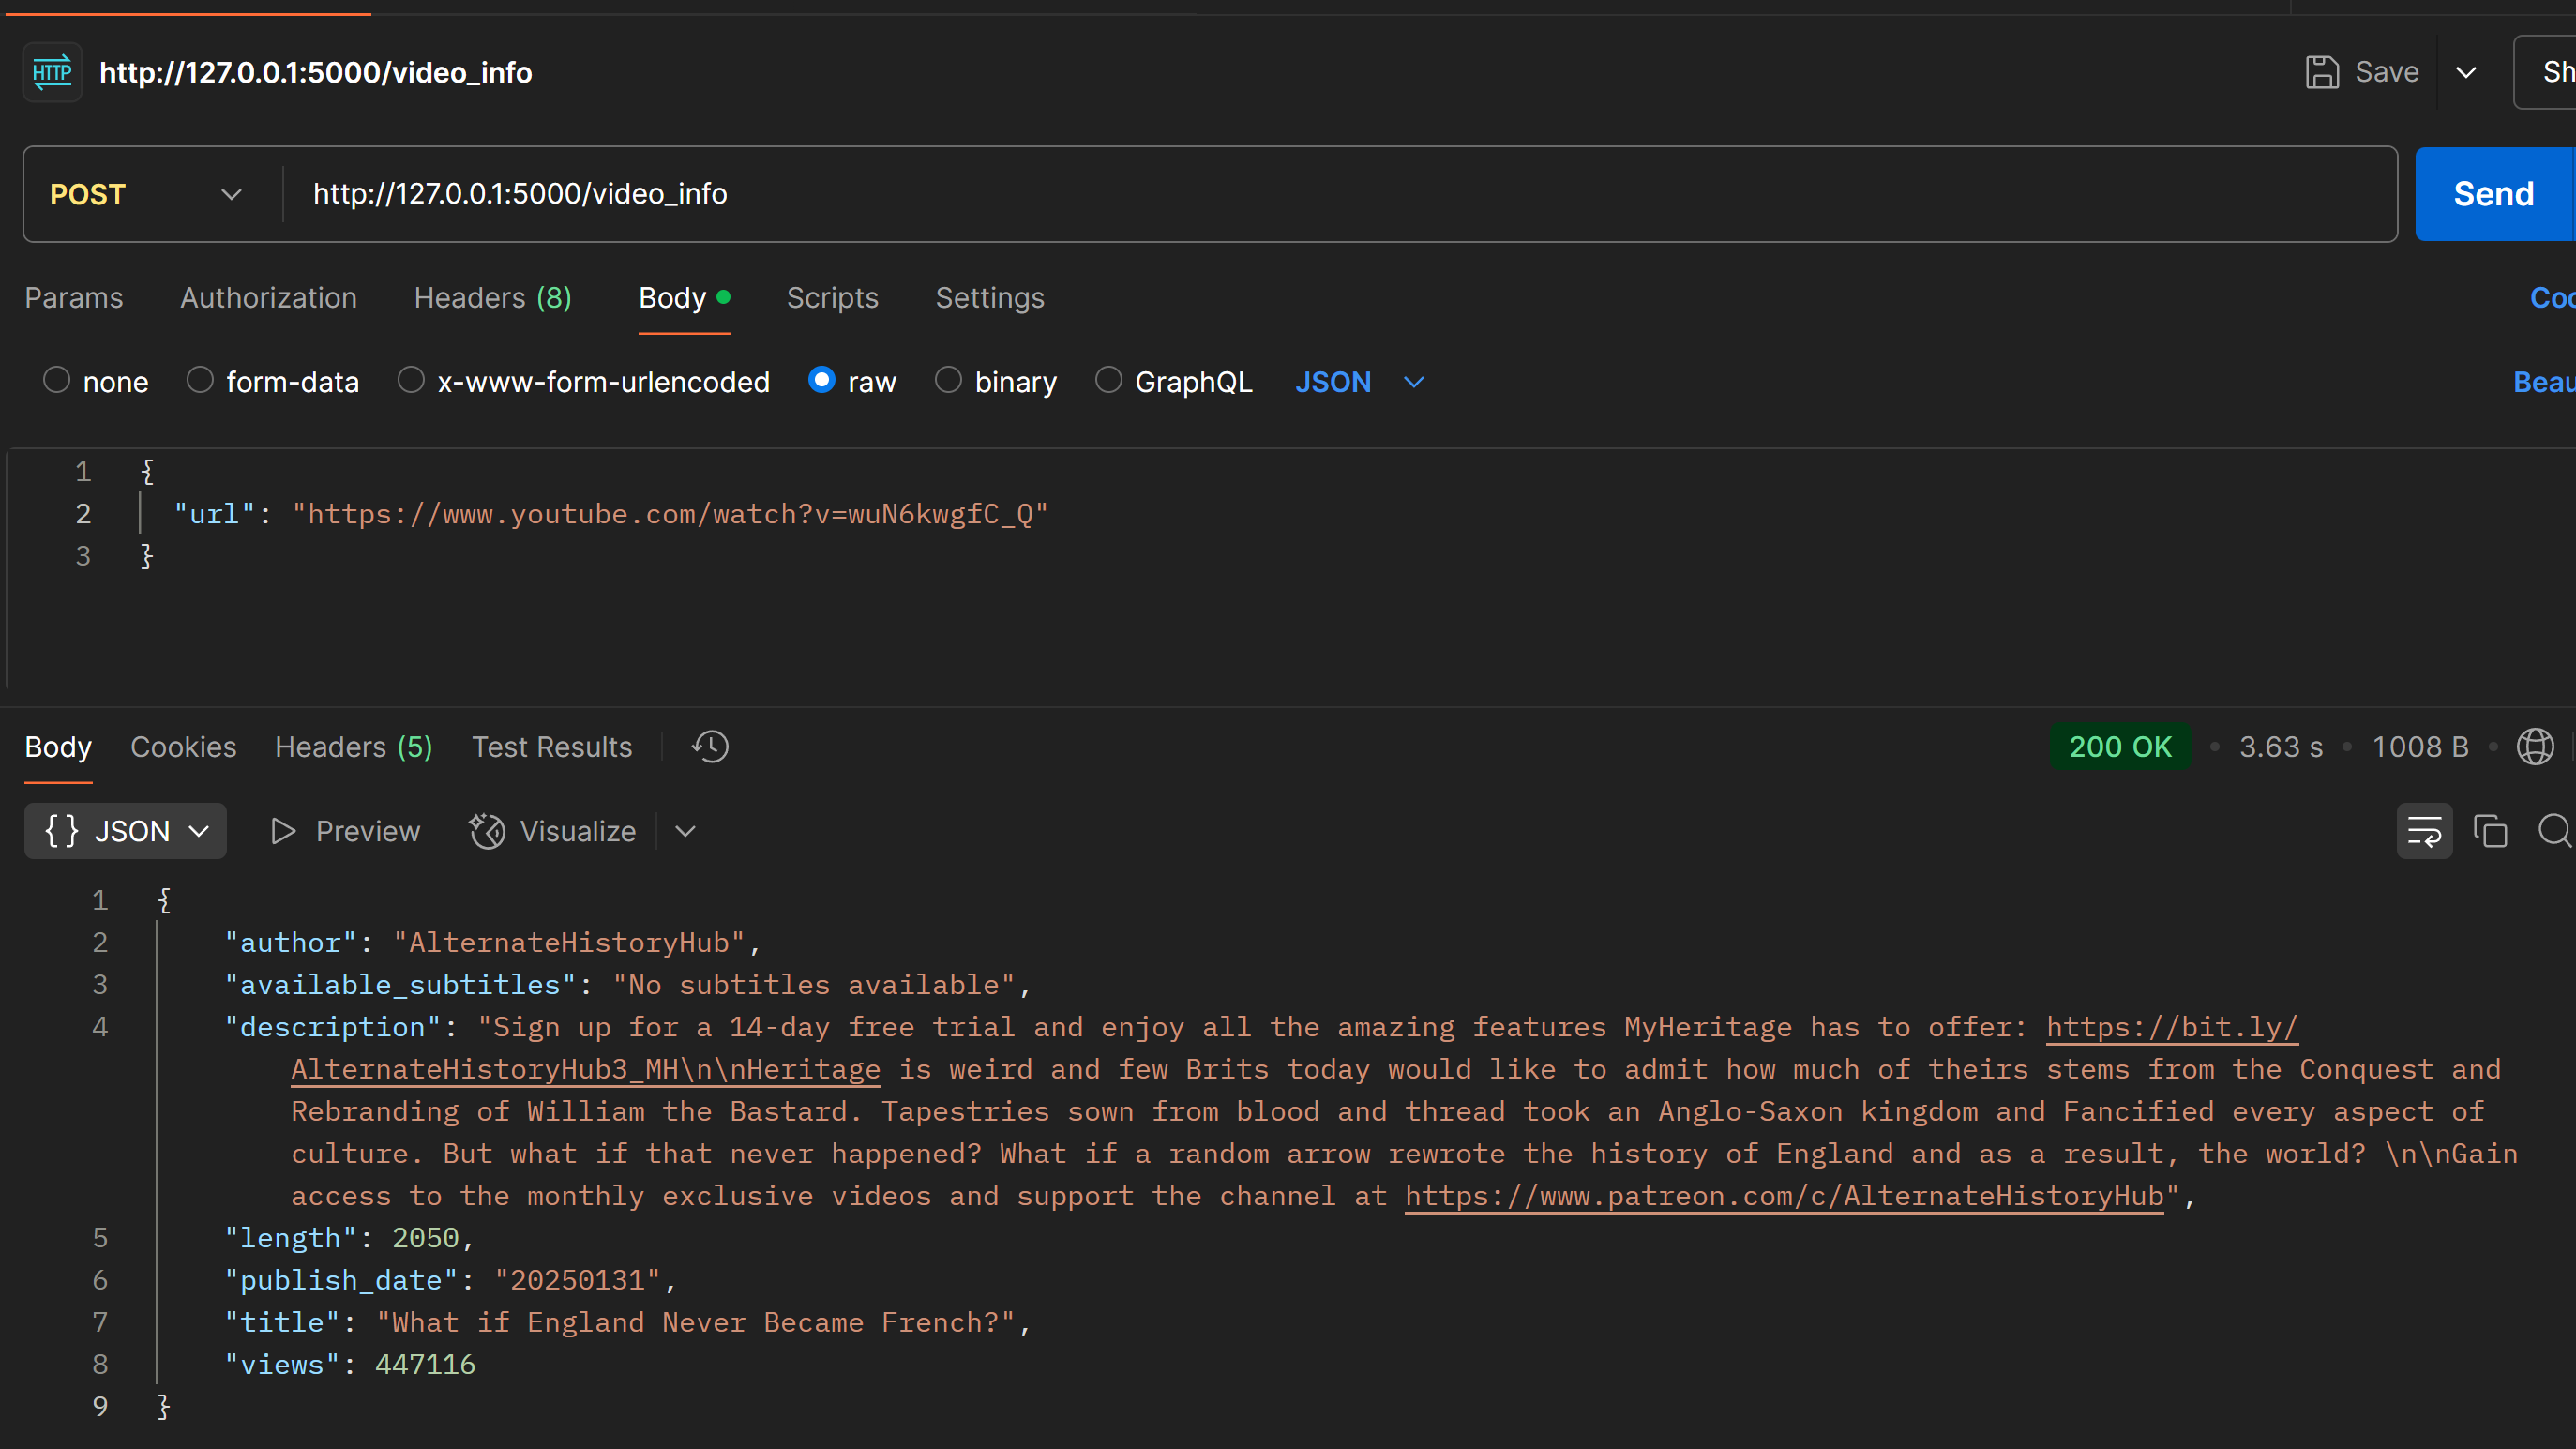 HTTP http://127.0.0.1:5000/video_info Save
POST http://127.0.0.1:5000/video_info Send
Params Authorization Headers (8) Body Scripts Settings
none form-data x-www-form-urlencoded raw binary GraphQL JSON
1 {
2 "url": "https://www.youtube.com/watch?v=wuN6kwgfC_Q"
3 }
Body Cookies Headers (5) Test Results 200 OK • 3.63 s • 1008 B •
{} JSON Preview Visualize
1 {
2 "author": "AlternateHistoryHub",
3 "available_subtitles": "No subtitles available",
4 "description": "Sign up for a 14-day free trial and enjoy all the amazing features MyHeritage has to offer: https://bit.ly/
AlternateHistoryHub3_MH\n\nHeritage is weird and few Brits today would like to admit how much of theirs stems from the Conquest and
Rebranding of William the Bastard. Tapestries sown from blood and thread took an Anglo-Saxon kingdom and Fancified every aspect of
culture. But what if that never happened? What if a random arrow rewrote the history of England and as a result, the world? \n\nGain
access to the monthly exclusive videos and support the channel at https://www.patreon.com/c/AlternateHistoryHub",
5 "length": 2050,
6 "publish_date": "20250131",
7 "title": "What if England Never Became French?",
8 "views": 447116
9 }